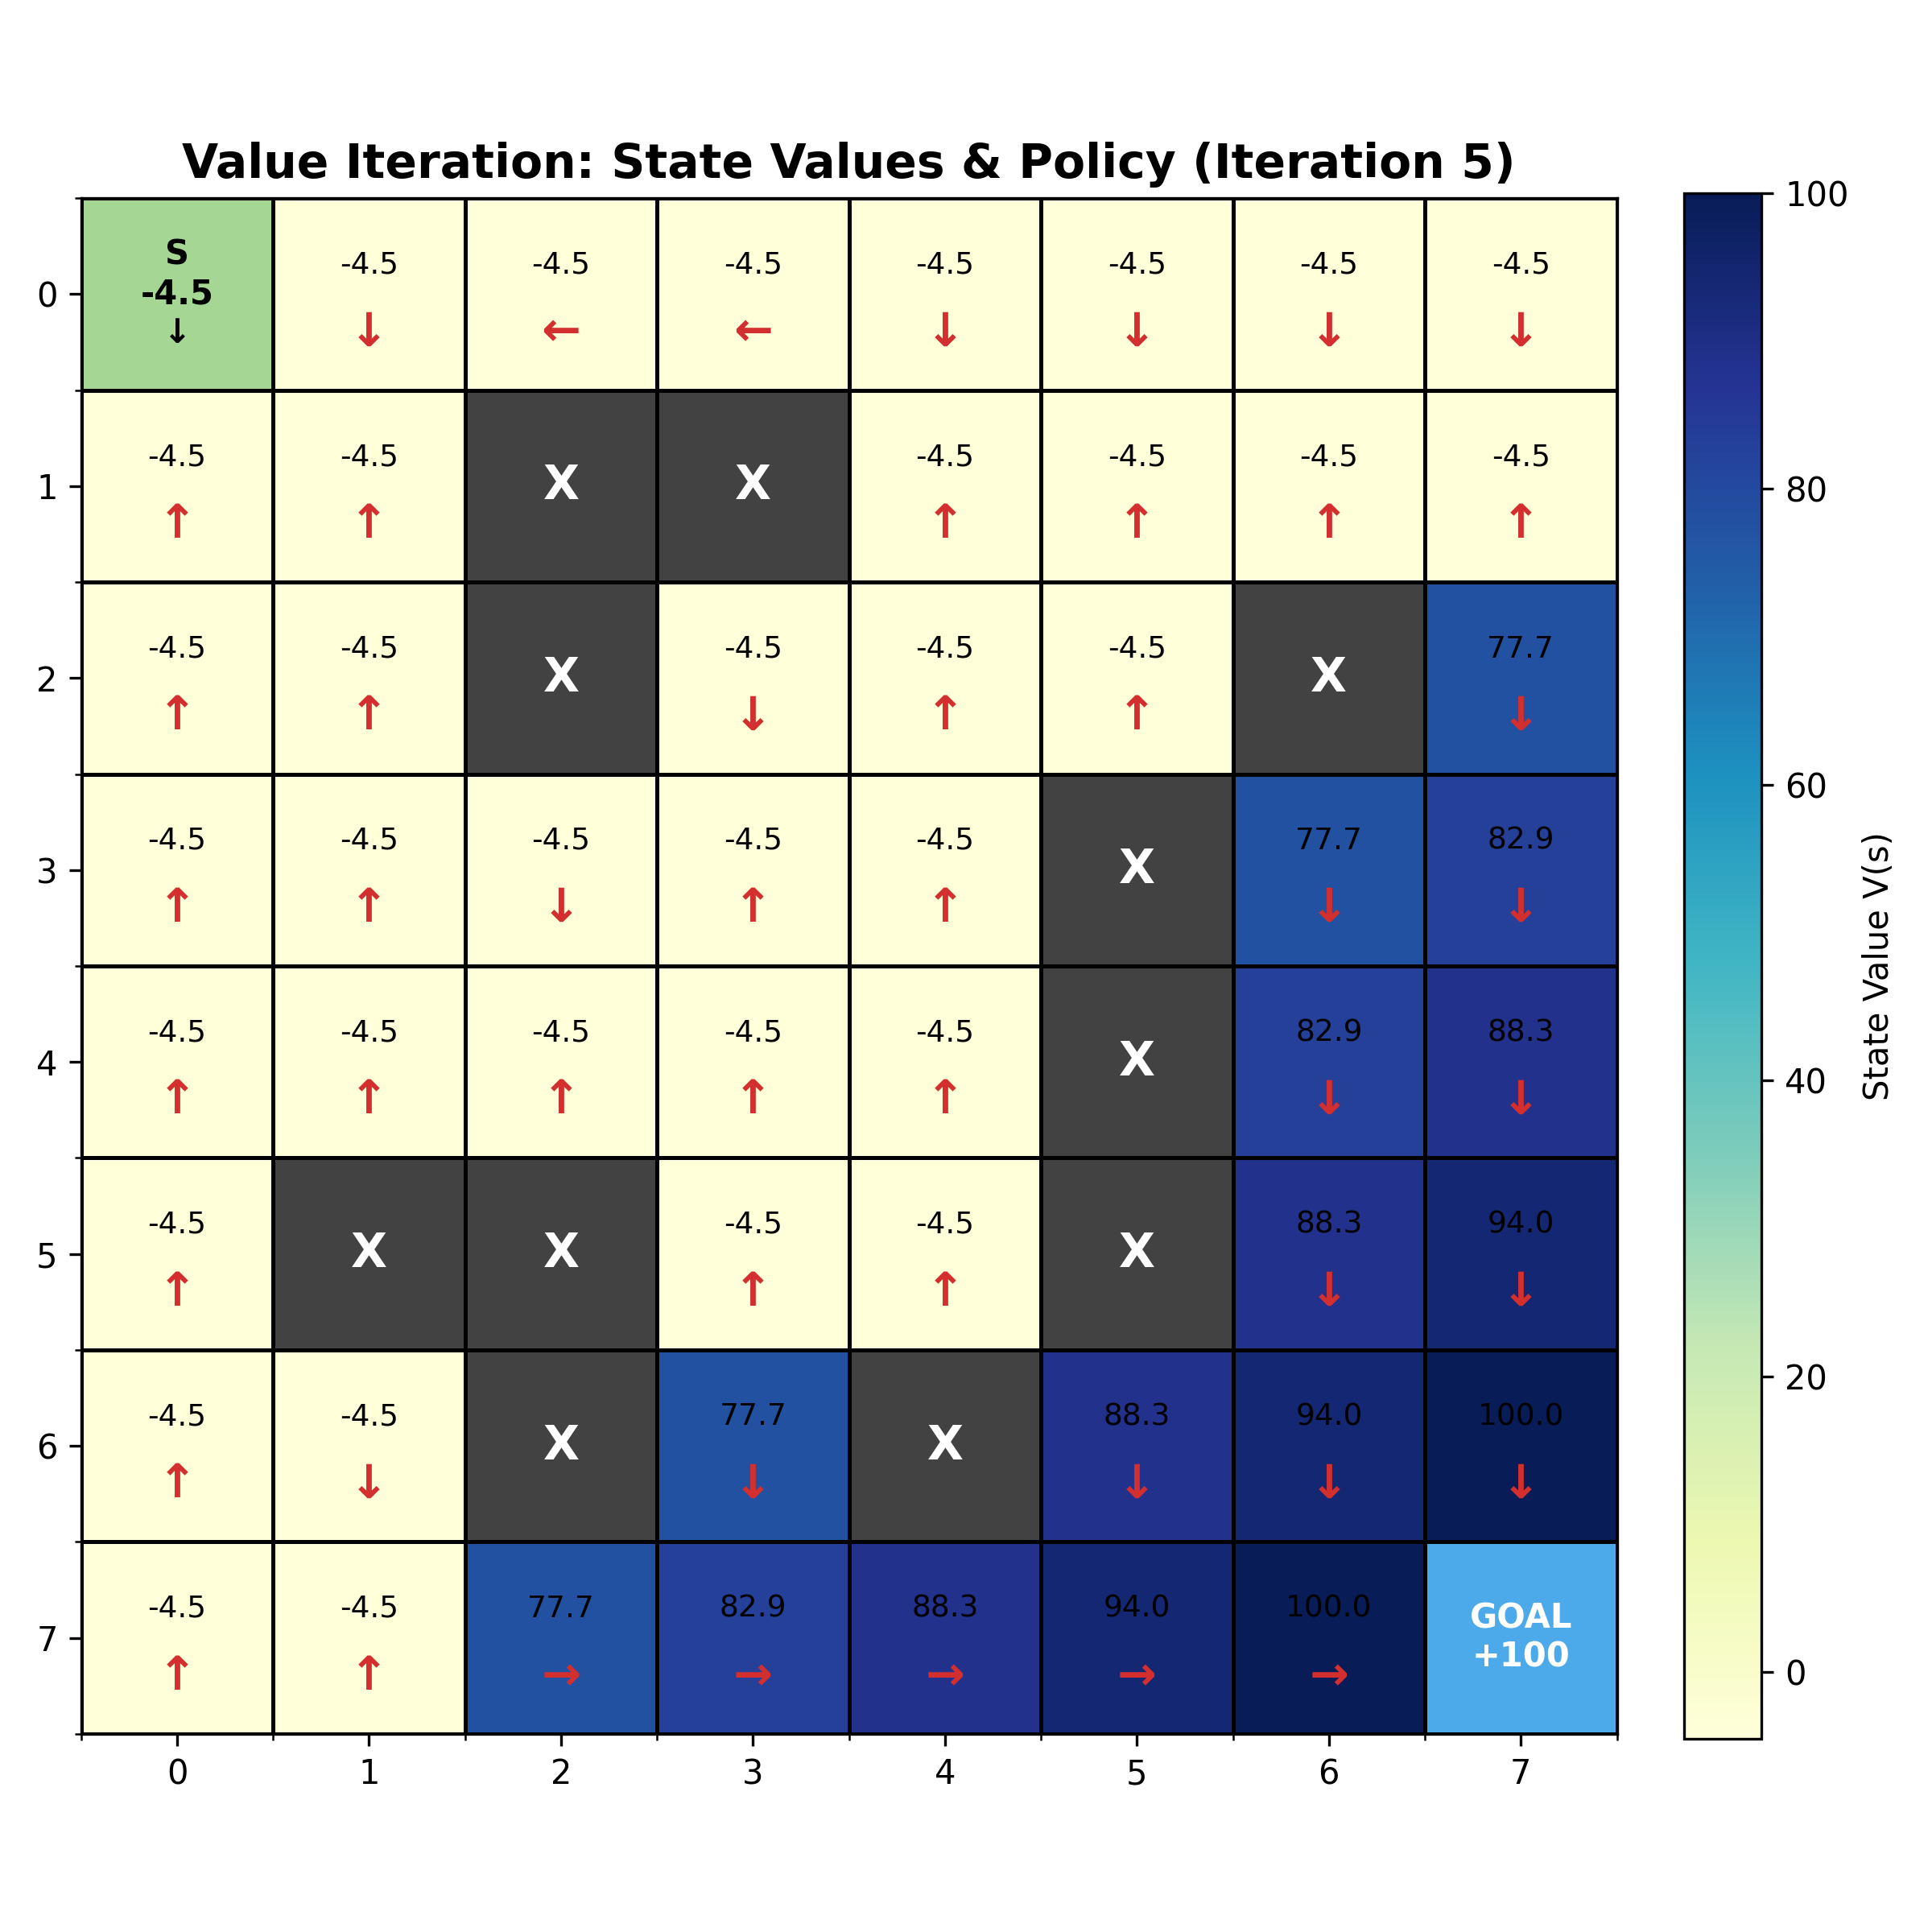 Value Iteration: State Values & Policy (Iteration 5)
S
-4.5 -4.5 -4.5 -4.5 -4.5 -4.5 -4.5 -4.5
↓ ↓ ← ← ↓ ↓ ↓ ↓
0
-4.5 -4.5 X X -4.5 -4.5 -4.5 -4.5
↑ ↑ ↑ ↑ ↑ ↑
1
-4.5 -4.5 X -4.5 -4.5 -4.5 X 77.7
↑ ↑ ↓ ↑ ↑ ↓
2
-4.5 -4.5 -4.5 -4.5 -4.5 X 77.7 82.9
↑ ↑ ↓ ↑ ↑ ↓ ↓
3
-4.5 -4.5 -4.5 -4.5 -4.5 X 82.9 88.3
↑ ↑ ↑ ↑ ↑ ↓ ↓
4
-4.5 X X -4.5 -4.5 X 88.3 94.0
↑ ↑ ↑ ↓ ↓
5
-4.5 -4.5 X 77.7 X 88.3 94.0 100.0
↑ ↓ ↓ ↓ ↓ ↓
6
-4.5 -4.5 77.7 82.9 88.3 94.0 100.0 GOAL
+100
↑ ↑ → → → → →
7
0 1 2 3 4 5 6 7
100
80
60
40
20
0
State Value V(s)